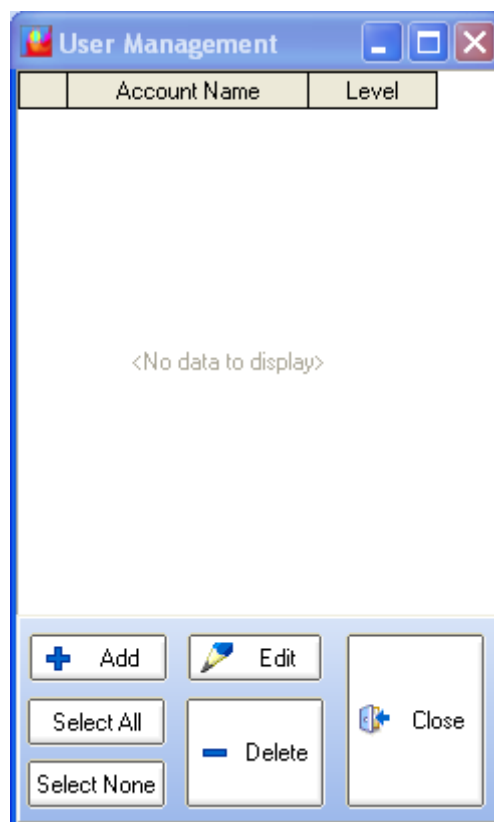 User Management
Account Name Level
<No data to display>
Add Edit
Select All
Delete
Select None
Close